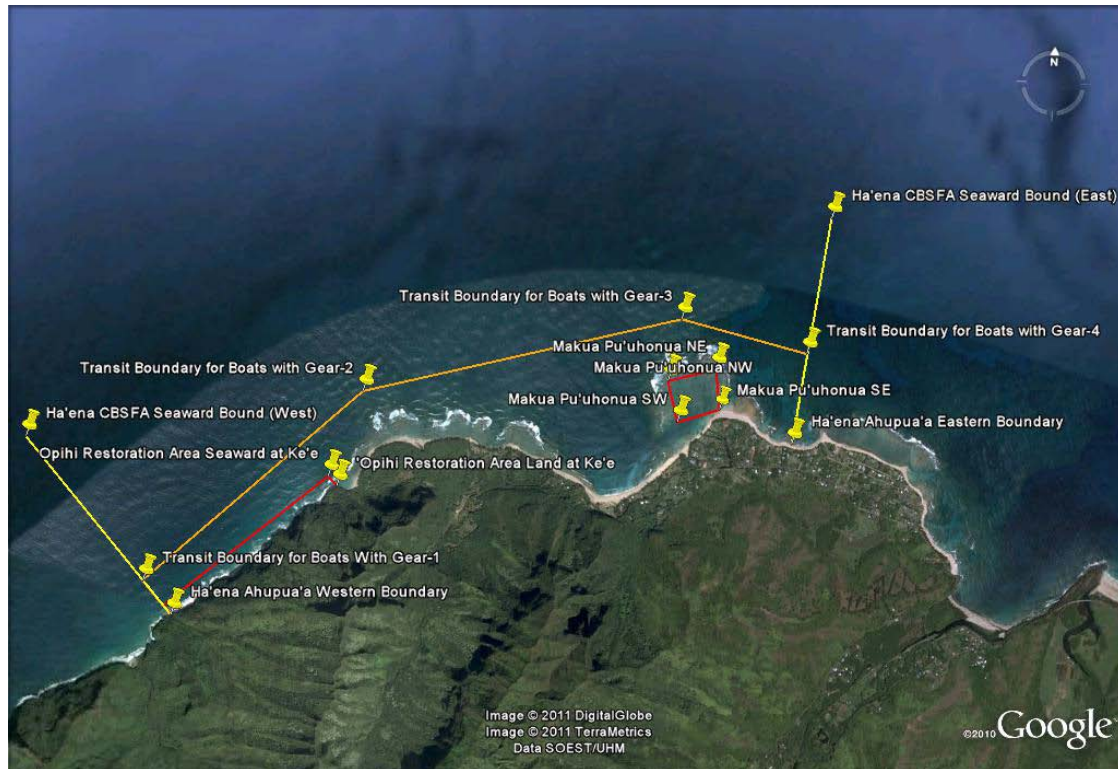 N
Ha'ena CBSFA Seaward Bound (East)
Transit Boundary for Boats with Gear-3
Transit Boundary for Boats with Gear-4
Makua Pu'uhonua NE
Makua Pu'uhonua NW
Transit Boundary for Boats with Gear-2
Makua Pu'uhonua SE
Makua Pu'uhonua SW
Ha'ena CBSFA Seaward Bound (West)
Ha'ena Ahupua'a Eastern Boundary
Opihi Restoration Area Seaward at Ke'e
'Opihi Restoration Area Land at Ke'e
Transit Boundary for Boats With Gear-1
Ha'ena Ahupua'a Western Boundary
Image © 2011 DigitalGlobe
Image © 2011 TerraMetrics
Data SOEST/UHM
©2010 Google